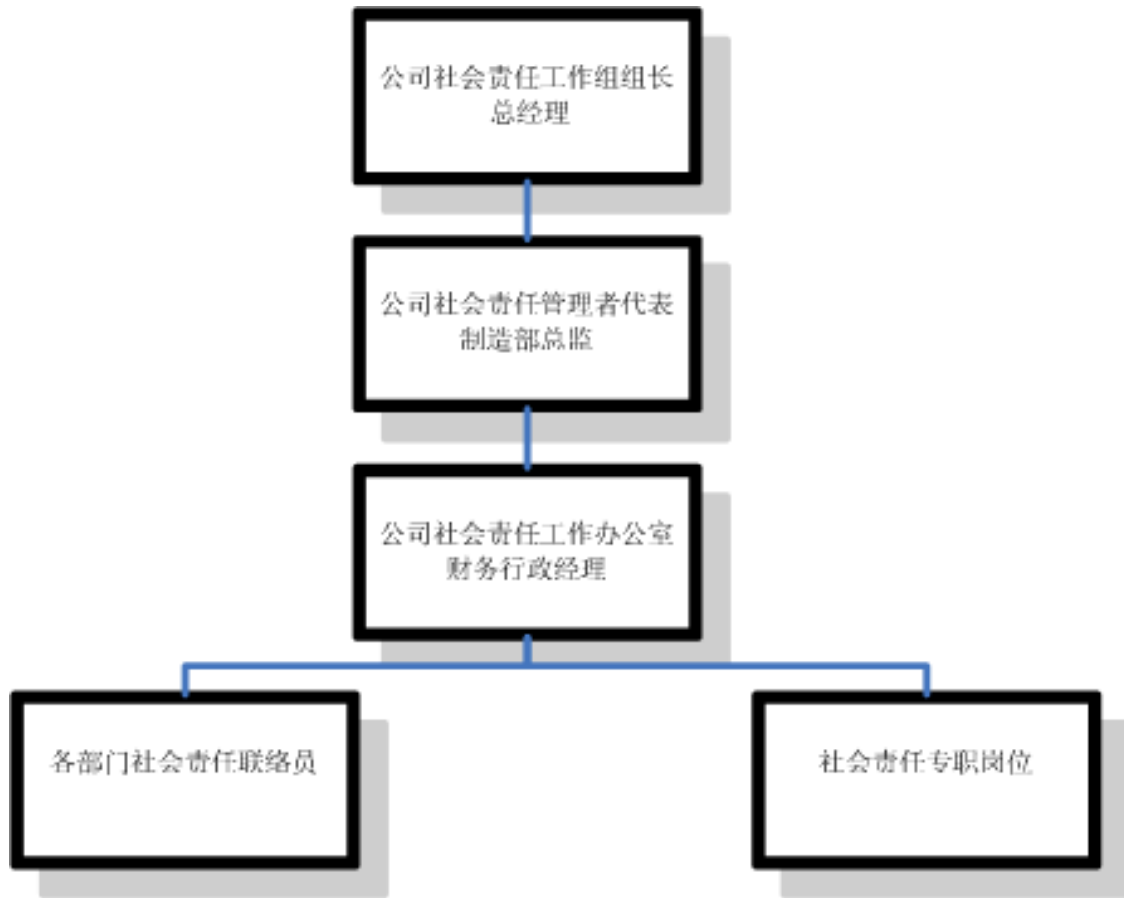 公司社会责任工作组组长
总经理
公司社会责任管理者代表
制造部总监
公司社会责任工作办公室
财务行政经理
各部门社会责任联络员
社会责任专职岗位